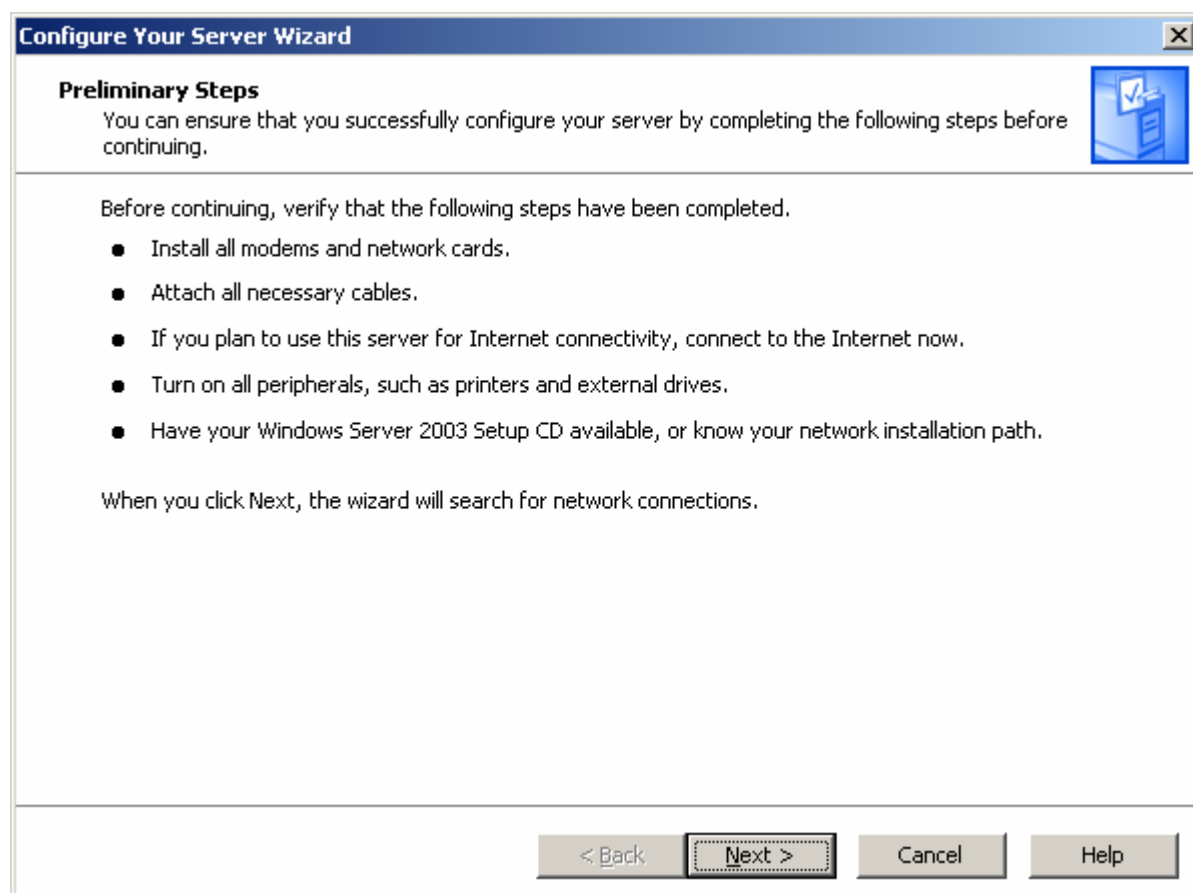 Configure Your Server Wizard
Preliminary Steps
You can ensure that you successfully configure your server by completing the following steps before
continuing.
Before continuing, verify that the following steps have been completed.
Install all modems and network cards.
Attach all necessary cables.
If you plan to use this server for Internet connectivity, connect to the Internet now.
Turn on all peripherals, such as printers and external drives.
Have your Windows Server 2003 Setup CD available, or know your network installation path.
When you click Next, the wizard will search for network connections.
< Back Next > Cancel Help